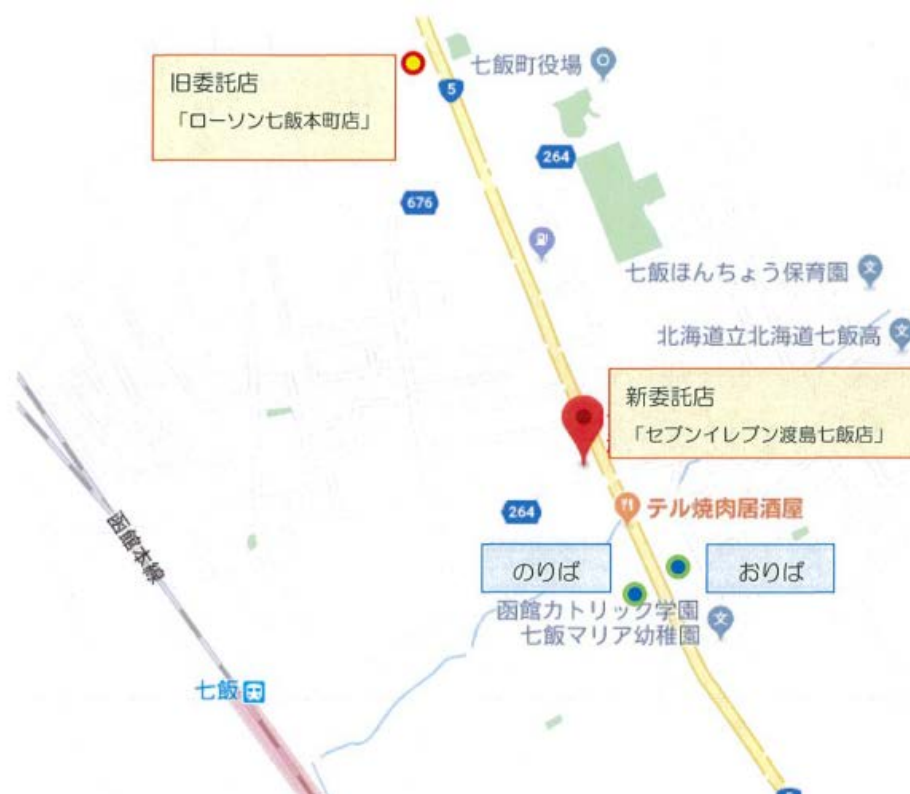 旧委託店
「ローソン七飯本町店」
七飯町役場
5
264
676
七飯ほんちょう保育園
北海道立北海道七飯高
新委託店
「セブンイレブン渡島七飯店」
テル焼肉居酒屋
264
のりば
おりば
函館カトリック学園
七飯マリア幼稚園
函館本線
七飯